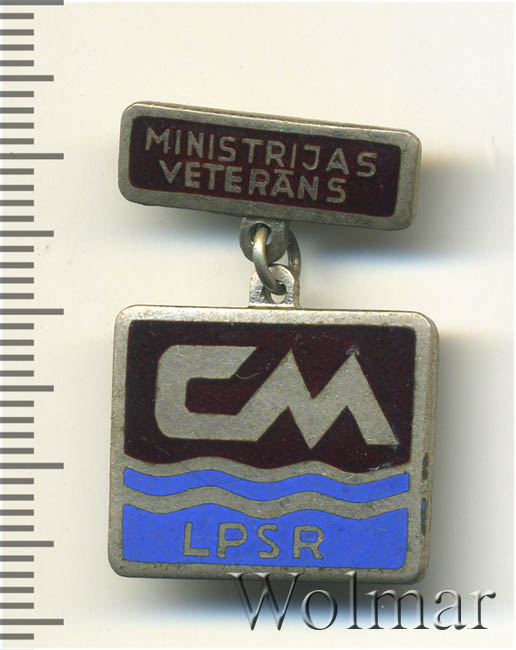 MINISTRIJAS
VETERĀNS
CM
LPSR
Wolmar